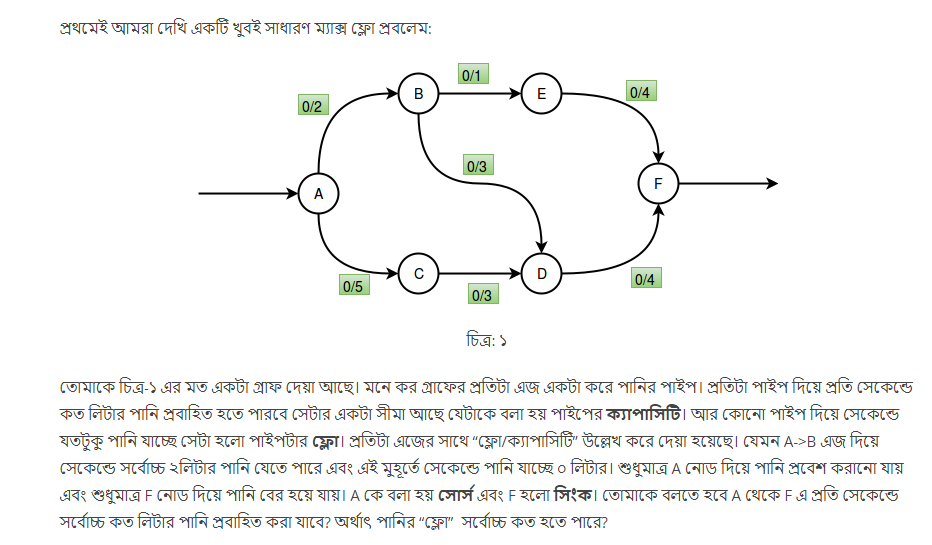 প্রথমেই আমরা দেখি একটি খুবই সাধারণ ম্যাক্স ফ্লো প্রবলেম:
0/1
B
E
0/4
0/2
0/3
A
F
C
D
0/5
0/3
0/4
চিত্র: ১
তোমাকে চিত্র-১ এর মত একটা গ্রাফ দেয়া আছে। মনে কর গ্রাফের প্রতিটা এজ একটা করে পানির পাইপ। প্রতিটা পাইপ দিয়ে প্রতি সেকেন্ডে
কত লিটার পানি প্রবাহিত হতে পারবে সেটার একটা সীমা আছে যেটাকে বলা হয় পাইপের ক্যাপাসিটি। আর কোনো পাইপ দিয়ে সেকেন্ডে
যতটুকু পানি যাচ্ছে সেটা হলো পাইপটার ফ্লো। প্রতিটা এজের সাথে “ফ্লো/ক্যাপাসিটি” উল্লেখ করে দেয়া হয়েছে। যেমন A->B এজ দিয়ে
সেকেন্ডে সর্বোচ্চ ২লিটার পানি যেতে পারে এবং এই মুহূর্তে সেকেন্ডে পানি যাচ্ছে ০ লিটার। শুধুমাত্র A নোড দিয়ে পানি প্রবেশ করানো যায়
এবং শুধুমাত্র F নোড দিয়ে পানি বের হয়ে যায়। A কে বলা হয় সোর্স এবং F হলো সিংক। তোমাকে বলতে হবে A থেকে F এ প্রতি সেকেন্ডে
সর্বোচ্চ কত লিটার পানি প্রবাহিত করা যাবে? অর্থাৎ পানির “ফ্লো” সর্বোচ্চ কত হতে পারে?